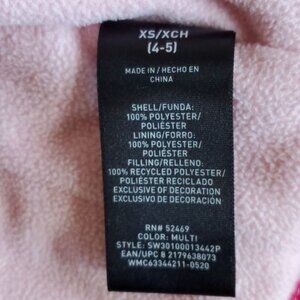 XS/XCH
(4-5)
MADE IN / HECHO EN
CHINA
SHELL/FUNDA:
100% POLYESTER/
POLIÉSTER
LINING/FORRO:
100% POLYESTER/
POLIÉSTER
FILLING/RELLENO:
100% RECYCLED POLYESTER/
POLIÉSTER RECICLADO
EXCLUSIVE OF DECORATION
EXCLUSIVO DE DECORACIÓN
RN# 52469
COLOR: MULTI
STYLE: SW30100013442P
EAN/UPC 8 2179638073
WMC63344211-0520